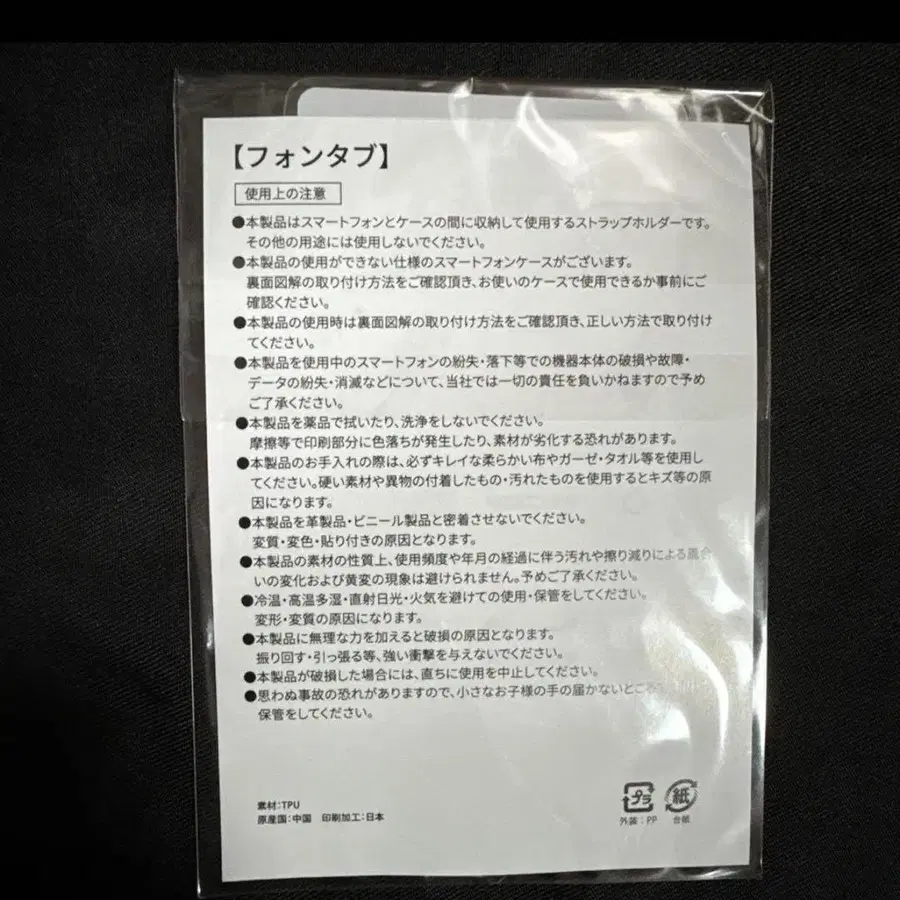 【フォンタブ】
使用上の注意
●本製品はスマートフォンとケースの間に収納して使用するストラップホルダーです。
その他の用途には使用しないでください。
●本製品の使用ができない仕様のスマートフォンケースがございます。
裏面図解の取り付け方法をご確認頂き、お使いのケースで使用できるか事前にご
確認ください。
●本製品の使用時は裏面図解の取り付け方法をご確認頂き、正しい方法で取り付け
てください。
●本製品を使用中のスマートフォンの紛失・落下等での機器本体の破損や故障・
データの紛失・消滅などについて、当社では一切の責任を負いかねますので予め
ご了承ください。
●本製品を薬品で拭いたり、洗浄をしないでください。
摩擦等で印刷部分に色落ちが発生したり、素材が劣化する恐れがあります。
●本製品のお手入れの際は、必ずキレイな柔らかい布やガーゼ・タオル等を使用し
てください。硬い素材や異物の付着したもの・汚れたものを使用するとキズ等の原
因になります。
●本製品を革製品・ビニール製品と密着させないでください。
変質・変色・貼り付きの原因となります。
●本製品の素材の性質上、使用頻度や年月の経過に伴う汚れや擦り減りによる風合
いの変化および黄変の現象は避けられません。予めご了承ください。
●冷温・高温多湿・直射日光・火気を避けての使用・保管をしてください。
変形・変質の原因になります。
●本製品に無理な力を加えると破損の原因となります。
振り回す・引っ張る等、強い衝撃を与えないでください。
●本製品が破損した場合には、直ちに使用を中止してください。
●思わぬ事故の恐れがありますので、小さなお子様の手の届かないところ
保管をしてください。
素材:TPU
原産国:中国 印刷加工:日本
プラ
外装:PP
紙
台紙